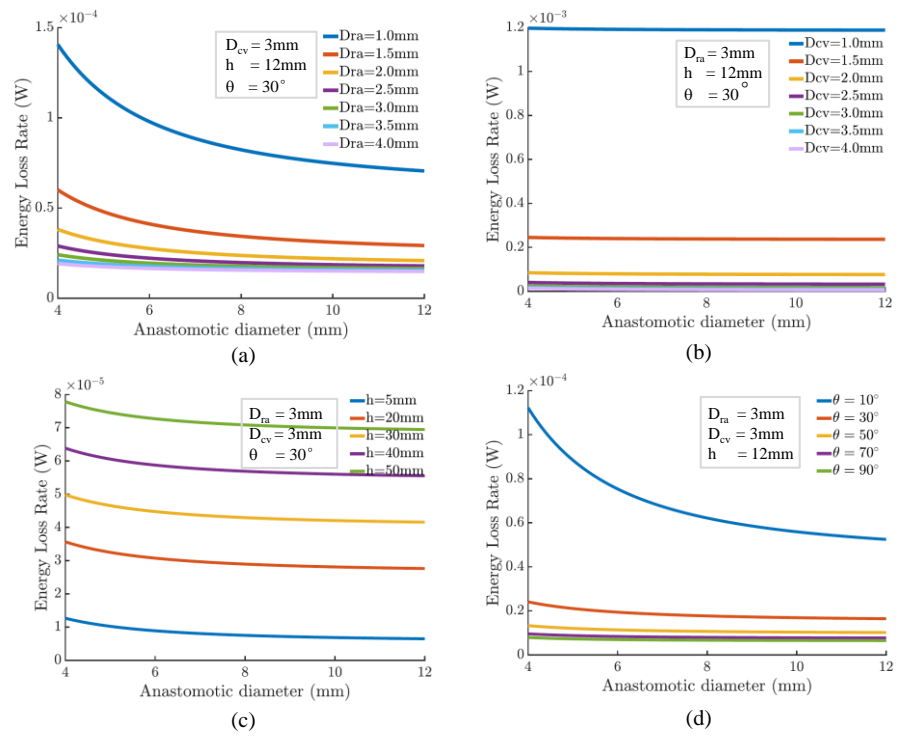 ×10⁻⁴
1.5
1
0.5
0
Energy Loss Rate (W)
D_cv = 3mm
h = 12mm
θ = 30°
Dra=1.0mm
Dra=1.5mm
Dra=2.0mm
Dra=2.5mm
Dra=3.0mm
Dra=3.5mm
Dra=4.0mm
4 6 8 10 12
Anastomotic diameter (mm)
(a)
×10⁻³
1.2
1
0.8
0.6
0.4
0.2
0
Energy Loss Rate (W)
D_ra = 3mm
h = 12mm
θ = 30°
Dcv=1.0mm
Dcv=1.5mm
Dcv=2.0mm
Dcv=2.5mm
Dcv=3.0mm
Dcv=3.5mm
Dcv=4.0mm
4 6 8 10 12
Anastomotic diameter (mm)
(b)
×10⁻⁵
8
7
6
5
4
3
2
1
0
Energy Loss Rate (W)
D_ra = 3mm
D_cv = 3mm
θ = 30°
h=5mm
h=20mm
h=30mm
h=40mm
h=50mm
4 6 8 10 12
Anastomotic diameter (mm)
(c)
×10⁻⁴
1.2
1
0.8
0.6
0.4
0.2
0
Energy Loss Rate (W)
D_ra = 3mm
D_cv = 3mm
h = 12mm
θ = 10°
θ = 30°
θ = 50°
θ = 70°
θ = 90°
4 6 8 10 12
Anastomotic diameter (mm)
(d)